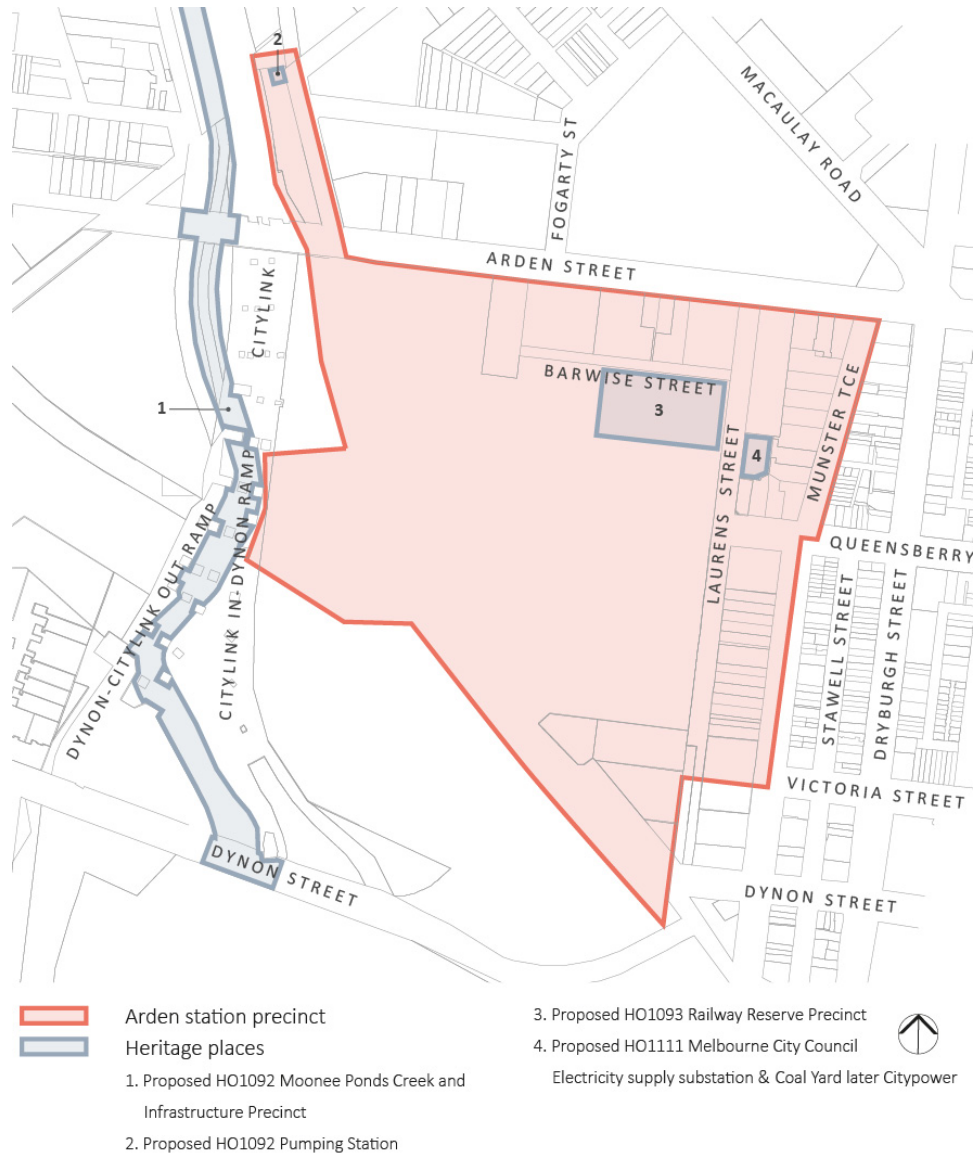 2
MACAULAY ROAD
FOGARTY ST
ARDEN STREET
CITYLINK
BARWISE STREET
3
1
4
MUNSTER TCE
LAURENS STREET
QUEENSBERRY
CITYLINK IN-DYNON RAMP
DYNON-CITYLINK OUT RAMP
STAWELL STREET
DRYBURGH STREET
VICTORIA STREET
DYNON STREET
DYNON STREET
Arden station precinct
Heritage places
1. Proposed HO1092 Moonee Ponds Creek and
Infrastructure Precinct
2. Proposed HO1092 Pumping Station
3. Proposed HO1093 Railway Reserve Precinct
4. Proposed HO1111 Melbourne City Council
Electricity supply substation & Coal Yard later Citypower